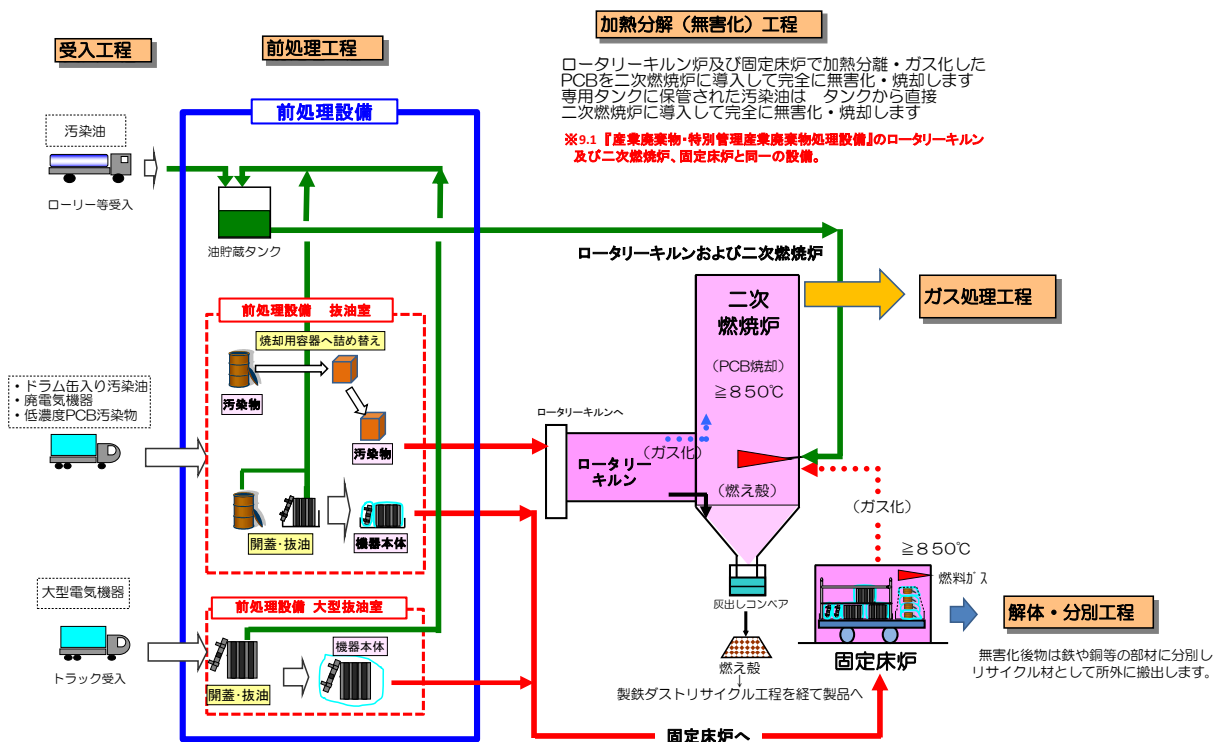 加熱分解（無害化）工程
受入工程
前処理工程
ロータリーキルン炉及び固定床炉で加熱分離・ガス化した
PCBを二次燃焼炉に導入して完全に無害化・焼却します
専用タンクに保管された汚染油は　タンクから直接
二次燃焼炉に導入して完全に無害化・焼却します
※9.1『産業廃棄物・特別管理産業廃棄物処理設備』のロータリーキルン
及び二次燃焼炉、固定床炉と同一の設備。
前処理設備
汚染油
ローリー等受入
油貯蔵タンク
ロータリーキルンおよび二次燃焼炉
二次
燃焼炉
（PCB焼却）
≧８５０℃
ガス処理工程
前処理設備　抜油室
焼却用容器へ詰め替え
汚染物
汚染物
・ドラム缶入り汚染油
・廃電気機器
・低濃度PCB汚染物
ロータリーキルンへ
（ガス化）
ロータリー
キルン
（燃え殻）
（ガス化）
開蓋・抜油
機器本体
≧８５０℃
燃料ｶﾞｽ
灰出しコンベア
固定床炉
解体・分別工程
無害化後物は鉄や銅等の部材に分別し
リサイクル材として所外に搬出します。
大型電気機器
トラック受入
前処理設備 大型抜油室
機器本体
開蓋・抜油
燃え殻
↓
製鉄ダストリサイクル工程を経て製品へ
固定床炉へ